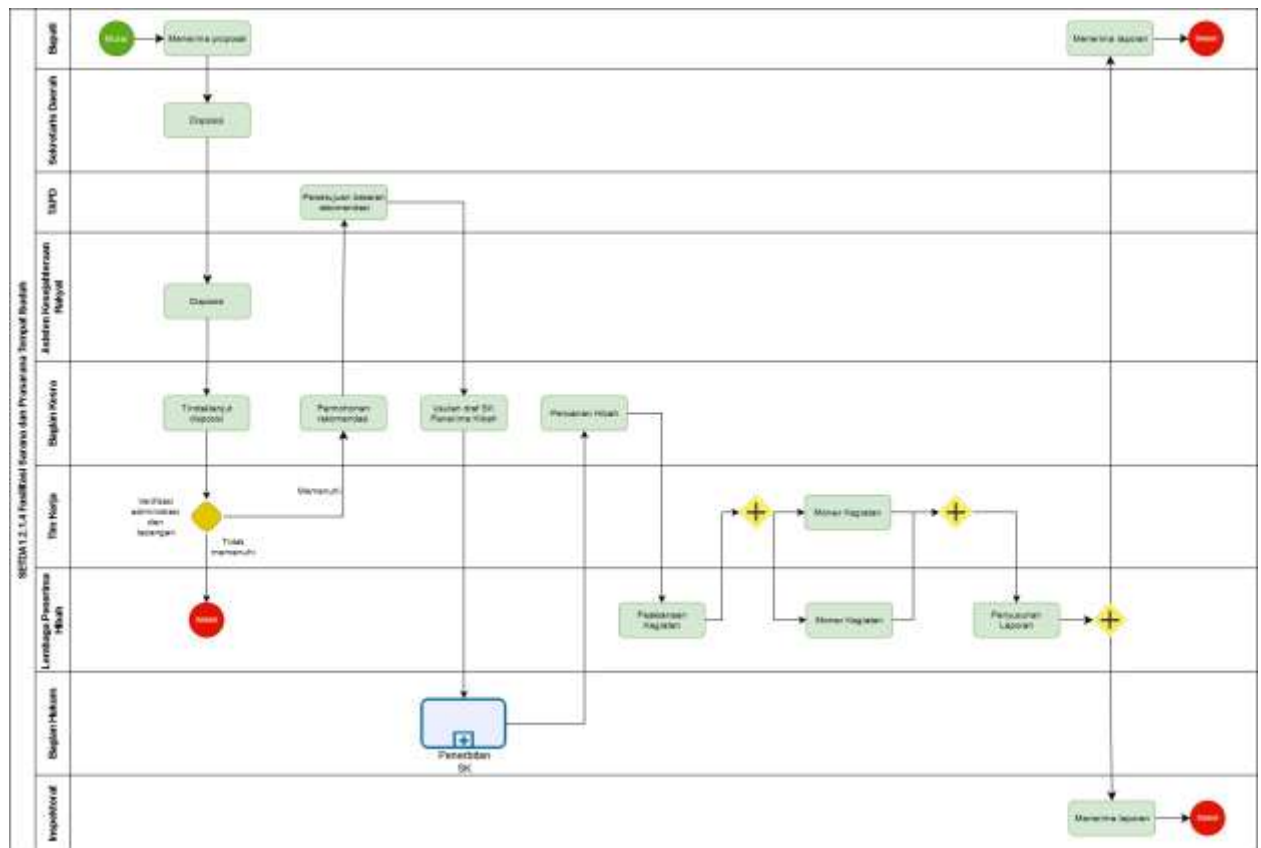 SETDA 1.2.1.4 Fasilitasi Sarana dan Prasarana Tempat Ibadah
Bupati
Mulai
Menerima proposal
Menerima laporan
Selesai
Sekretaris Daerah
Disposisi
TAPD
Persetujuan besaran
rekomendasi
Asisten Kesejahteraan
Rakyat
Disposisi
Bagian Kesra
Tindaklanjut
disposisi
Permohonan
rekomendasi
Usulan draf SK
Penerima Hibah
Pencairan Hibah
Tim Kerja
Verifikasi
administrasi
dan
lapangan
Memenuhi
Tidak
memenuhi
Monev Kegiatan
Lembaga Penerima
Hibah
Selesai
Pelaksanaan
Kegiatan
Monev Kegiatan
Penyusunan
Laporan
Bagian Hukum
Penerbitan
SK
Inspektorat
Menerima laporan
Selesai